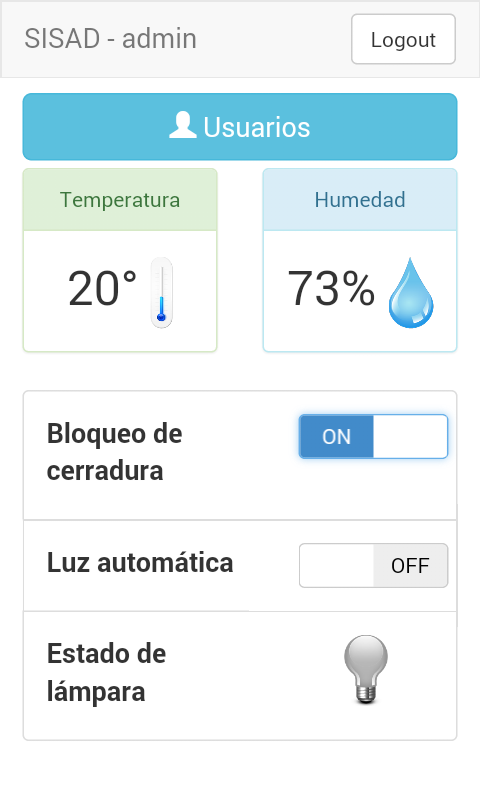 SISAD - admin
Logout
Usuarios
Temperatura
Humedad
20°
73%
Bloqueo de
cerradura
ON
Luz automática
OFF
Estado de
lámpara